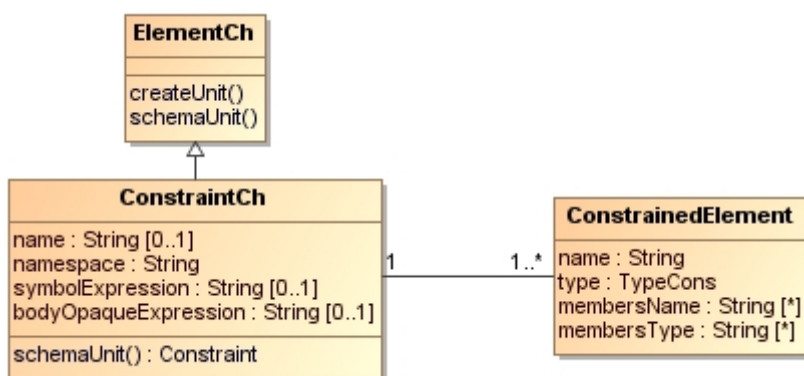 ElementCh
createUnit()
schemaUnit()
ConstraintCh
name : String [0..1]
namespace : String
symbolExpression : String [0..1]
bodyOpaqueExpression : String [0..1]
schemaUnit() : Constraint
1
1..*
ConstrainedElement
name : String
type : TypeCons
membersName : String [*]
membersType : String [*]